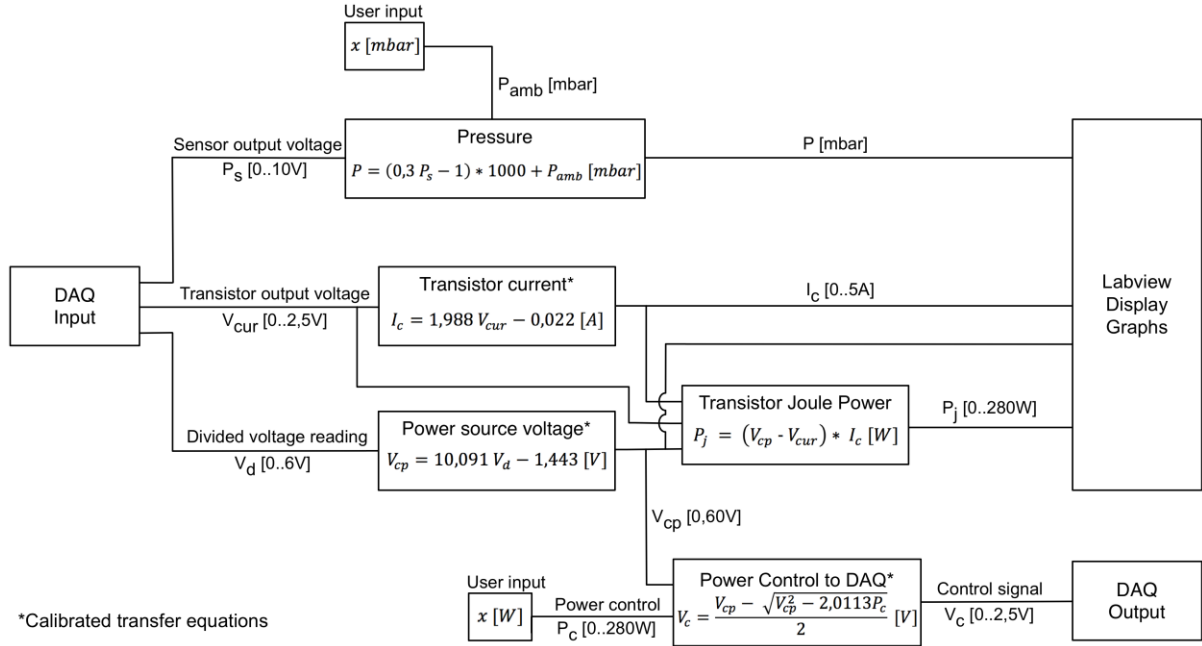 User input
x [mbar]
P_amb [mbar]
Sensor output voltage
P_s [0..10V]
Pressure
P = (0,3 P_s − 1) * 1000 + P_amb [mbar]
P [mbar]
DAQ
Input
Transistor output voltage
V_cur [0..2,5V]
Transistor current*
I_c = 1,988 V_cur − 0,022 [A]
I_c [0..5A]
Labview
Display
Graphs
Divided voltage reading
V_d [0..6V]
Power source voltage*
V_cp = 10,091 V_d − 1,443 [V]
Transistor Joule Power
P_j = (V_cp - V_cur) * I_c [W]
P_j [0..280W]
V_cp [0,60V]
User input
x [W]
Power control
P_c [0..280W]
Power Control to DAQ*
V_c = (V_cp − √(V_cp² − 2,0113P_c))/2 [V]
Control signal
V_c [0..2,5V]
DAQ
Output
*Calibrated transfer equations